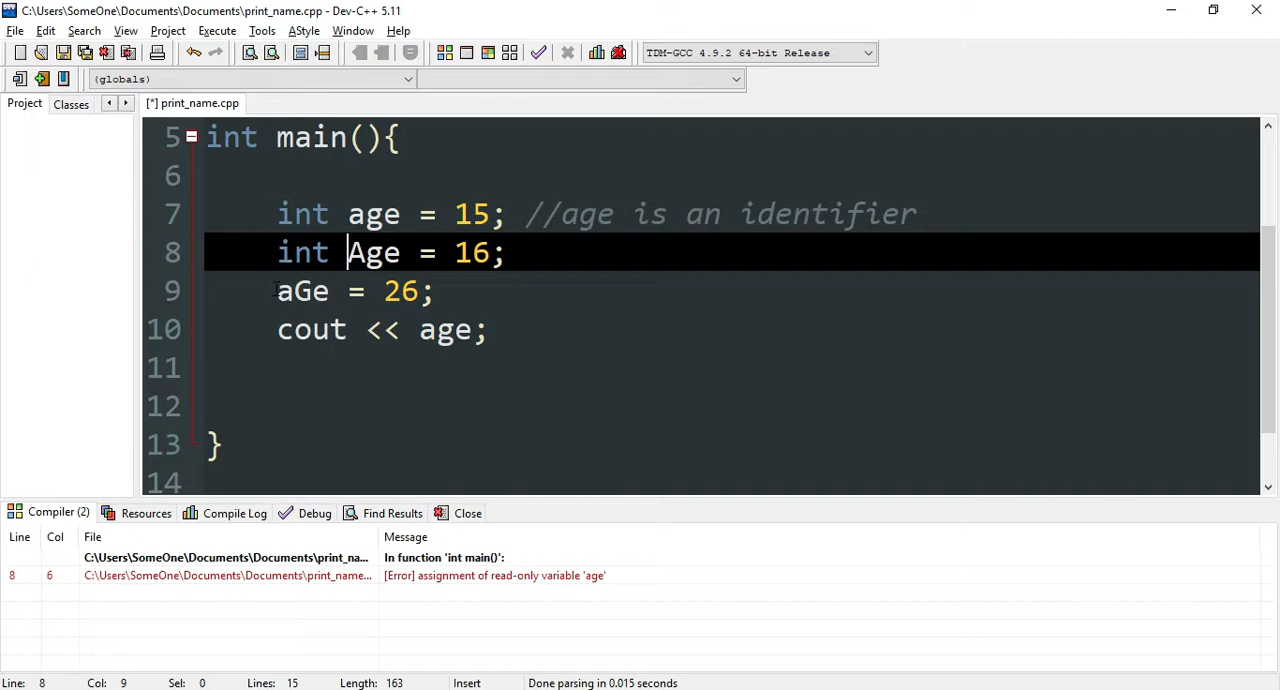 C:\Users\SomeOne\Documents\Documents\print_name.cpp - Dev-C++ 5.11
File Edit Search View Project Execute Tools AStyle Window Help
TDM-GCC 4.9.2 64-bit Release
(globals)
Project Classes [*] print_name.cpp
5 int main(){
6
7 int age = 15; //age is an identifier
8 int Age = 16;
9 aGe = 26;
10 cout << age;
11
12
13 }
14
Compiler (2) Resources Compile Log Debug Find Results Close
Line Col File Message
C:\Users\SomeOne\Documents\Documents\print_na... In function 'int main()':
8 6 C:\Users\SomeOne\Documents\Documents\print_name... [Error] assignment of read-only variable 'age'
Line: 8 Col: 9 Sel: 0 Lines: 15 Length: 163 Insert Done parsing in 0.015 seconds